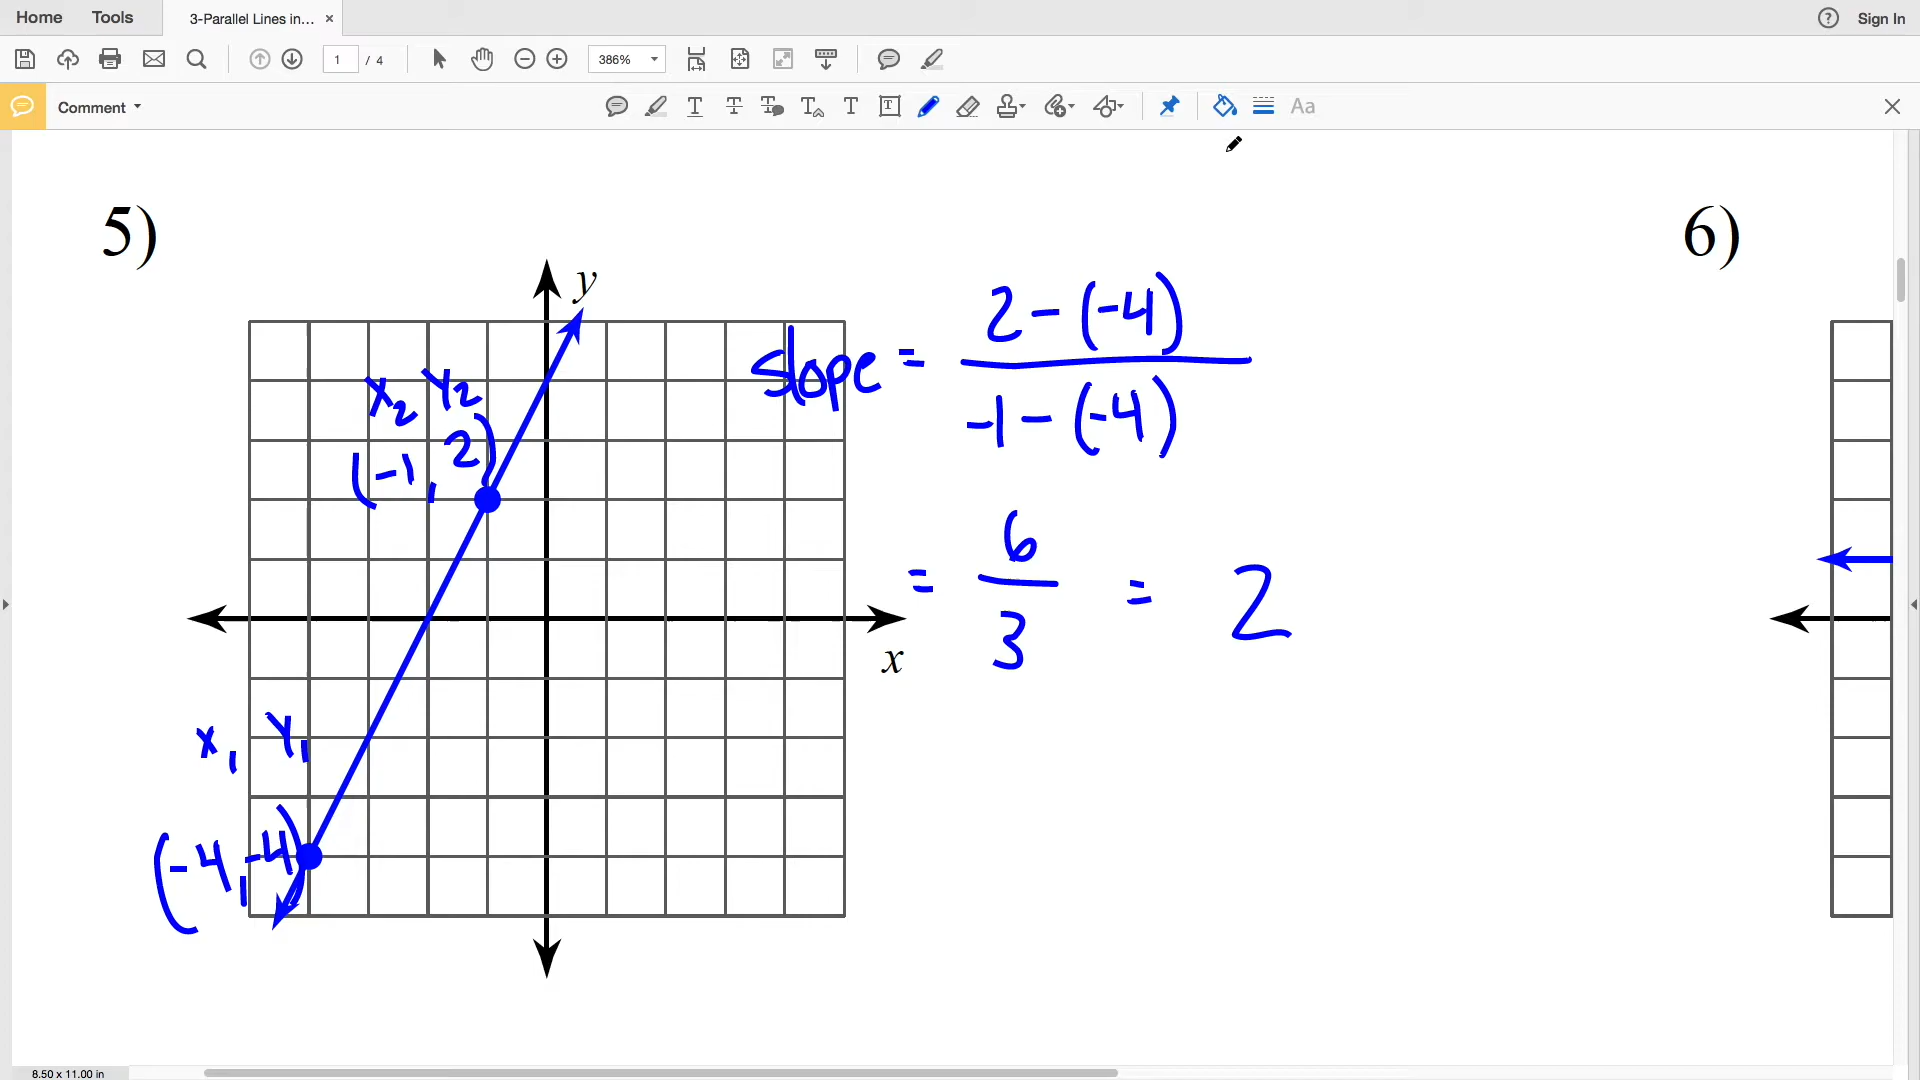 Home Tools 3-Parallel Lines in... × ? Sign In
1 / 4 386%
Comment T T T T T T Aa
5) 6)
y
slope = 2 - (-4)
-1 - (-4)
x2 y2
(-1, 2)
= 6 = 2
3
x
x1 y1
(-4, -4)
8.50 x 11.00 in